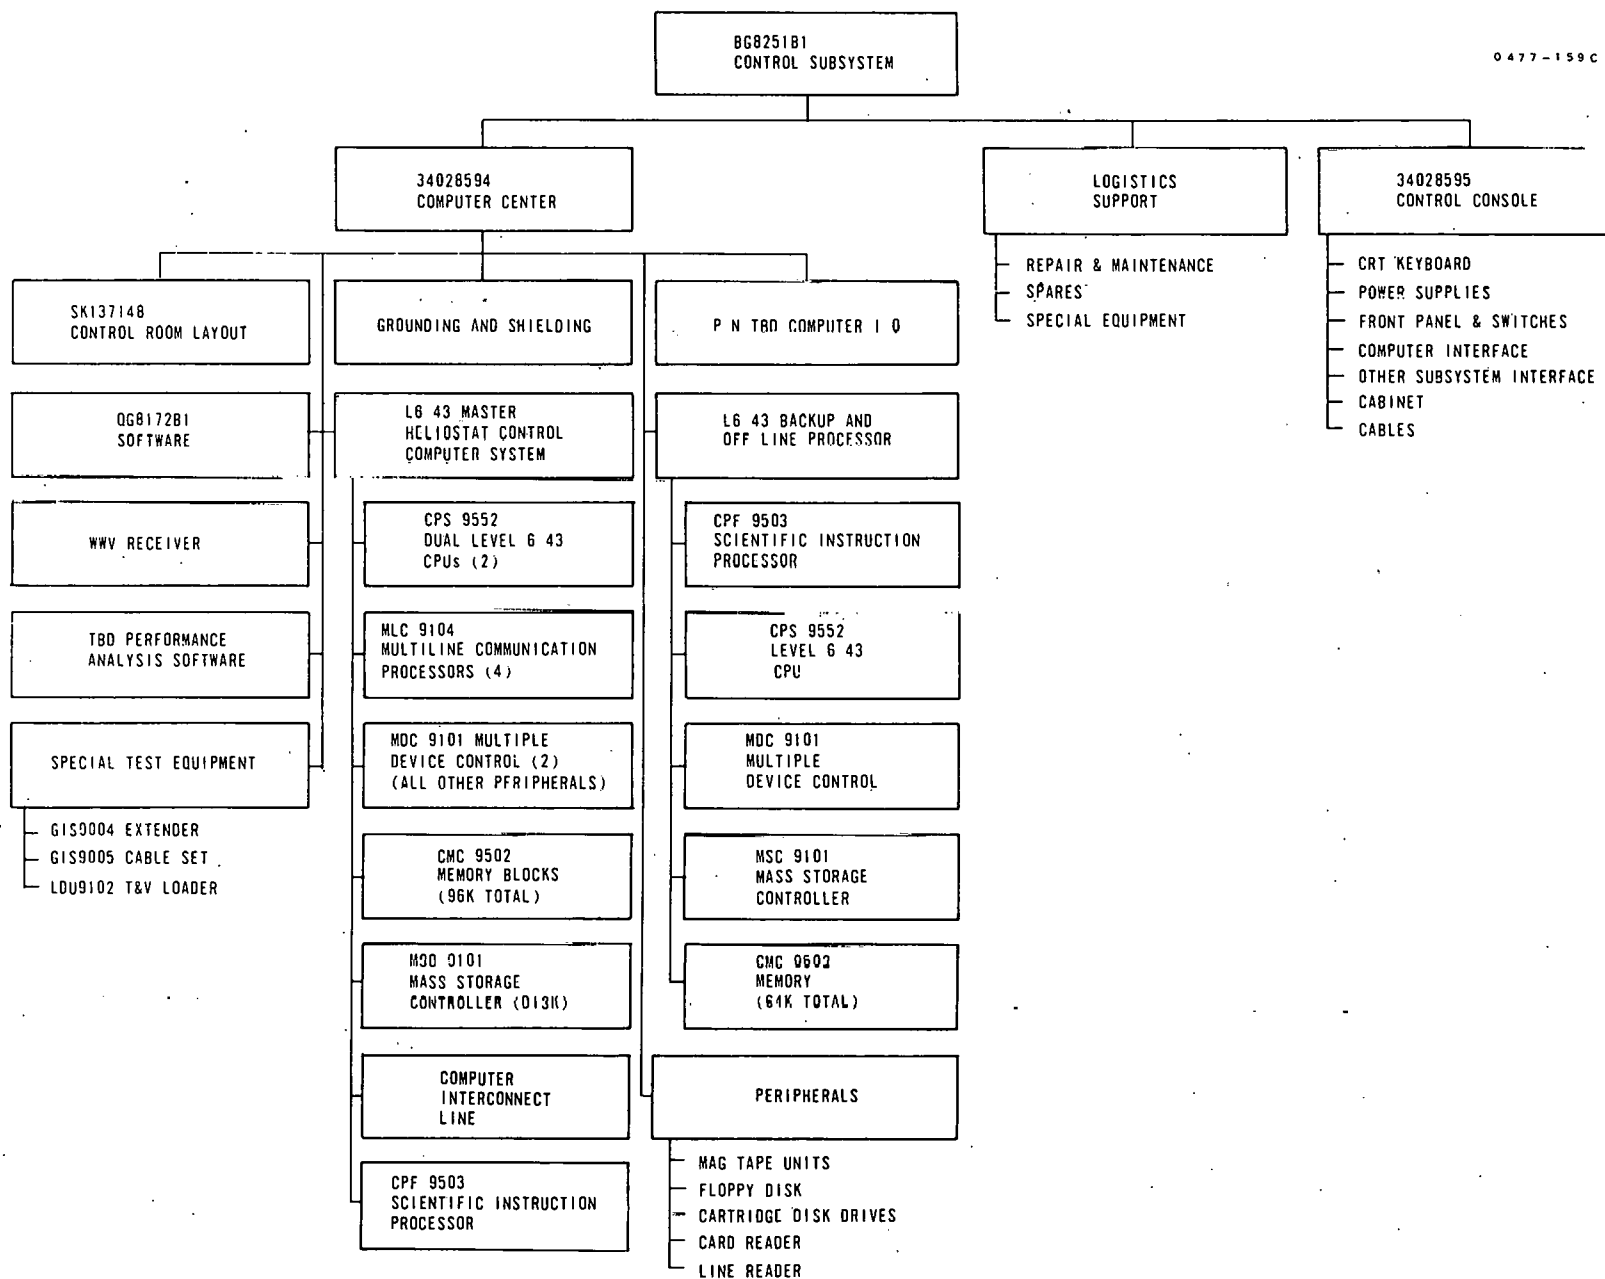 BG8251B1
CONTROL SUBSYSTEM
0477-159C
34028594
COMPUTER CENTER
LOGISTICS
SUPPORT
34028595
CONTROL CONSOLE
REPAIR & MAINTENANCE
SPARES
SPECIAL EQUIPMENT
CRT KEYBOARD
POWER SUPPLIES
FRONT PANEL & SWITCHES
COMPUTER INTERFACE
OTHER SUBSYSTEM INTERFACE
CABINET
CABLES
SK137148
CONTROL ROOM LAYOUT
GROUNDING AND SHIELDING
P N TBD COMPUTER I O
QG8172B1
SOFTWARE
L6 43 MASTER
HELIOSTAT CONTROL
COMPUTER SYSTEM
L6 43 BACKUP AND
OFF LINE PROCESSOR
WWV RECEIVER
CPS 9552
DUAL LEVEL 6 43
CPUs (2)
CPF 9503
SCIENTIFIC INSTRUCTION
PROCESSOR
TBD PERFORMANCE
ANALYSIS SOFTWARE
MLC 9104
MULTILINE COMMUNICATION
PROCESSORS (4)
CPS 9552
LEVEL 6 43
CPU
SPECIAL TEST EQUIPMENT
MDC 9101 MULTIPLE
DEVICE CONTROL (2)
(ALL OTHER PERIPHERALS)
MDC 9101
MULTIPLE
DEVICE CONTROL
GIS9004 EXTENDER
GIS9005 CABLE SET
LDU9102 T&V LOADER
CMC 9502
MEMORY BLOCKS
(96K TOTAL)
MSC 9101
MASS STORAGE
CONTROLLER
MASS STORAGE
CONTROLLER (DISK)
CMC
MEMORY
(64K TOTAL)
COMPUTER
INTERCONNECT
LINE
PERIPHERALS
CPF 9503
SCIENTIFIC INSTRUCTION
PROCESSOR
MAG TAPE UNITS
FLOPPY DISK
CARTRIDGE DISK DRIVES
CARD READER
LINE READER